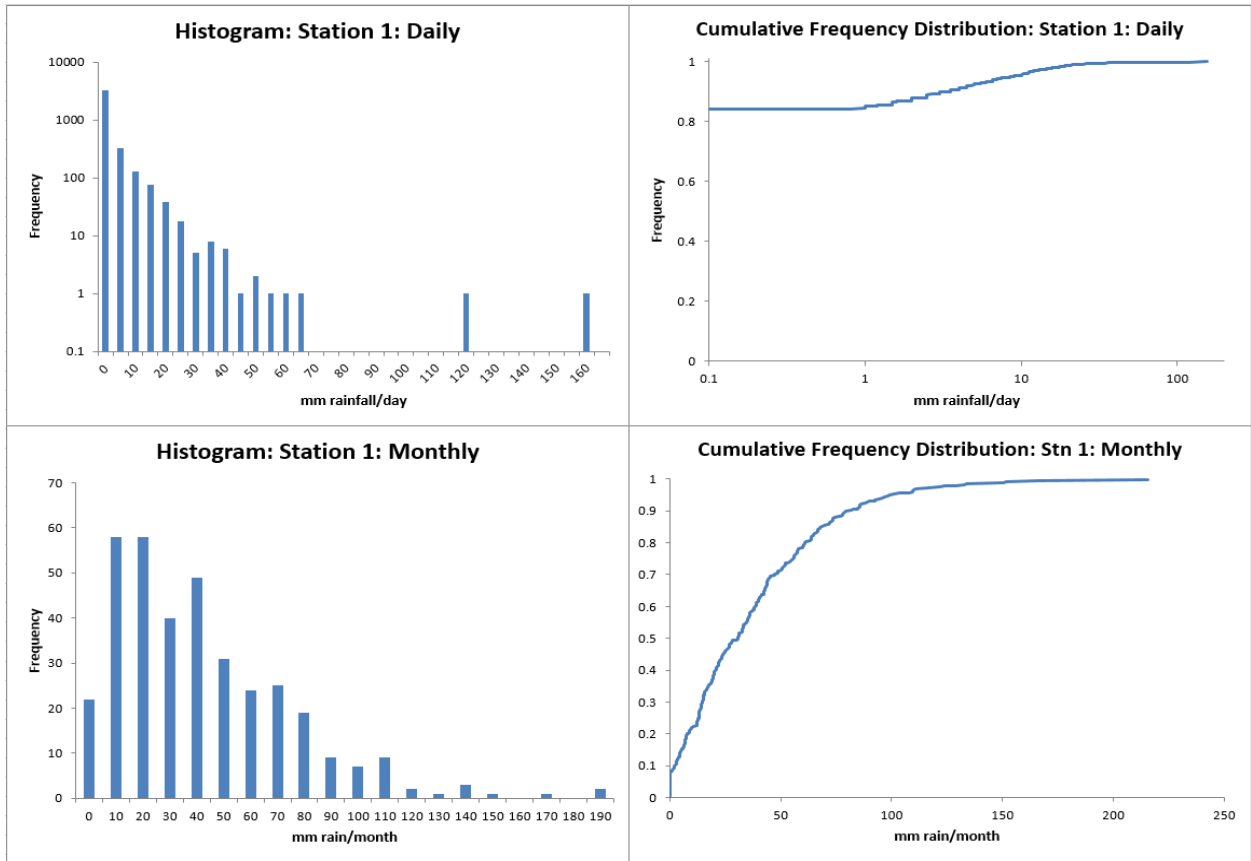 Histogram: Station 1: Daily
10000
1000
100
10
1
0.1
Frequency
0 10 20 30 40 50 60 70 80 90 100 110 120 130 140 150 160
mm rainfall/day
Cumulative Frequency Distribution: Station 1: Daily
1
0.8
0.6
0.4
0.2
0
Frequency
0.1 1 10 100
mm rainfall/day
Histogram: Station 1: Monthly
70
60
50
40
30
20
10
0
Frequency
0 10 20 30 40 50 60 70 80 90 100 110 120 130 140 150 160 170 180 190
mm rain/month
Cumulative Frequency Distribution: Stn 1: Monthly
1
0.9
0.8
0.7
0.6
0.5
0.4
0.3
0.2
0.1
0
0 50 100 150 200 250
mm rain/month